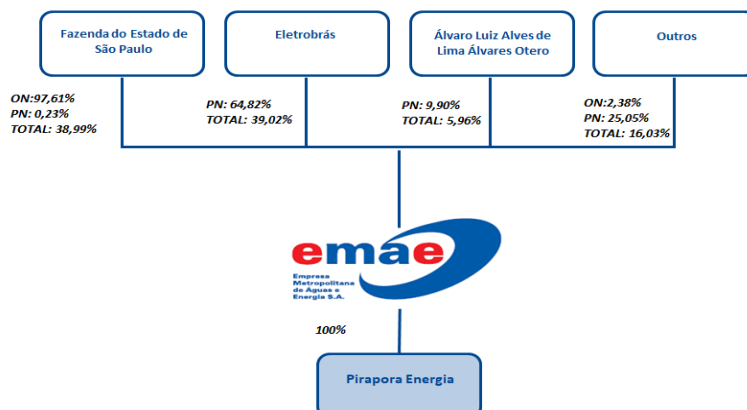 Fazenda do Estado de
São Paulo
Eletrobrás
Álvaro Luiz Alves de
Lima Álvares Otero
Outros
ON:97,61%
PN: 0,23%
TOTAL: 38,99%
PN: 64,82%
TOTAL: 39,02%
PN: 9,90%
TOTAL: 5,96%
ON:2,38%
PN: 25,05%
TOTAL: 16,03%
emae
Empresa
Metropolitana
de Águas e
Energia S.A.
100%
Pirapora Energia